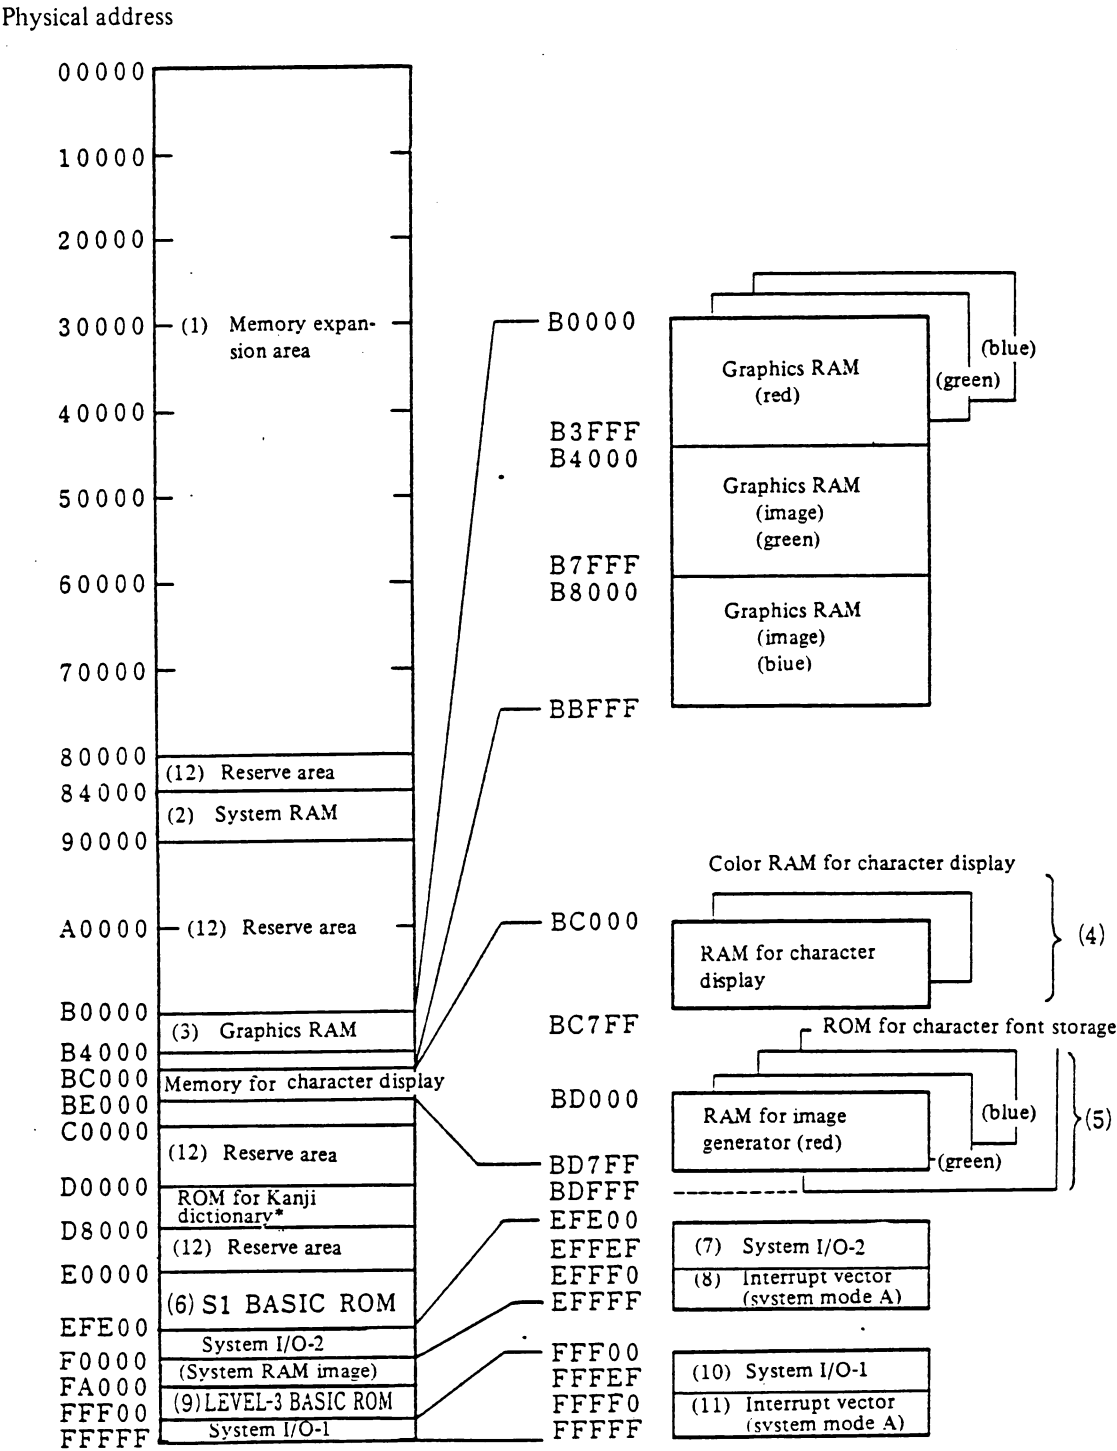 Physical address
00000
10000
20000
30000
(1) Memory expan-
sion area
40000
50000
60000
70000
80000
(12) Reserve area
84000
(2) System RAM
90000
A0000
(12) Reserve area
B0000
(3) Graphics RAM
B4000
BC000
Memory for character display
BE000
C0000
(12) Reserve area
D0000
ROM for Kanji
dictionary*
D8000
(12) Reserve area
E0000
(6) S1 BASIC ROM
EFE00
System I/O-2
F0000
(System RAM image)
FA000
(9) LEVEL-3 BASIC ROM
FFF00
System I/O-1
FFFFF
B0000
B3FFF
B4000
B7FFF
B8000
BBFFF
Graphics RAM
(red)
(green)
(blue)
Graphics RAM
(image)
(green)
Graphics RAM
(image)
(blue)
Color RAM for character display
BC000
RAM for character
display
(4)
BC7FF
ROM for character font storage
BD000
RAM for image
generator (red)
(blue)
(green)
(5)
BD7FF
BDFFF
EFE00
EFFEF
EFFF0
EFFFF
(7) System I/O-2
(8) Interrupt vector
(system mode A)
FFF00
FFFEF
FFFF0
FFFFF
(10) System I/O-1
(11) Interrupt vector
(system mode A)